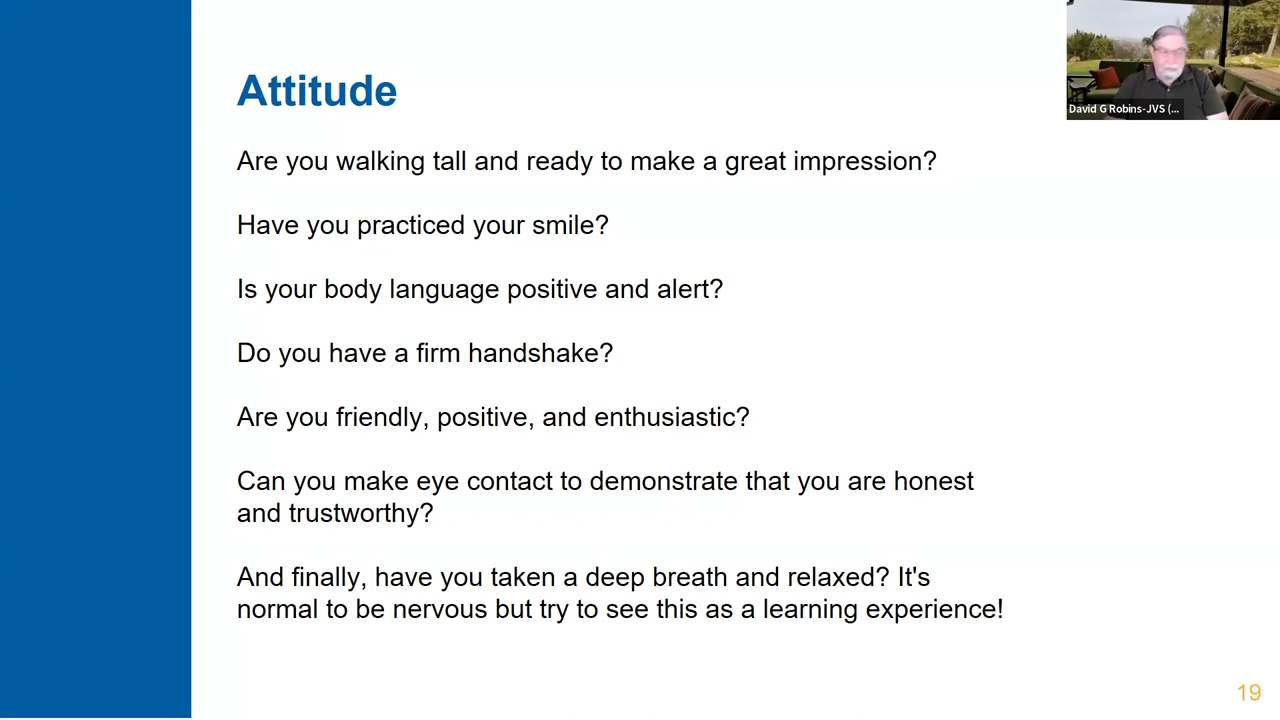 Attitude
Are you walking tall and ready to make a great impression?
Have you practiced your smile?
Is your body language positive and alert?
Do you have a firm handshake?
Are you friendly, positive, and enthusiastic?
Can you make eye contact to demonstrate that you are honest
and trustworthy?
And finally, have you taken a deep breath and relaxed? It's
normal to be nervous but try to see this as a learning experience!
David G Robins-JVS (...
19